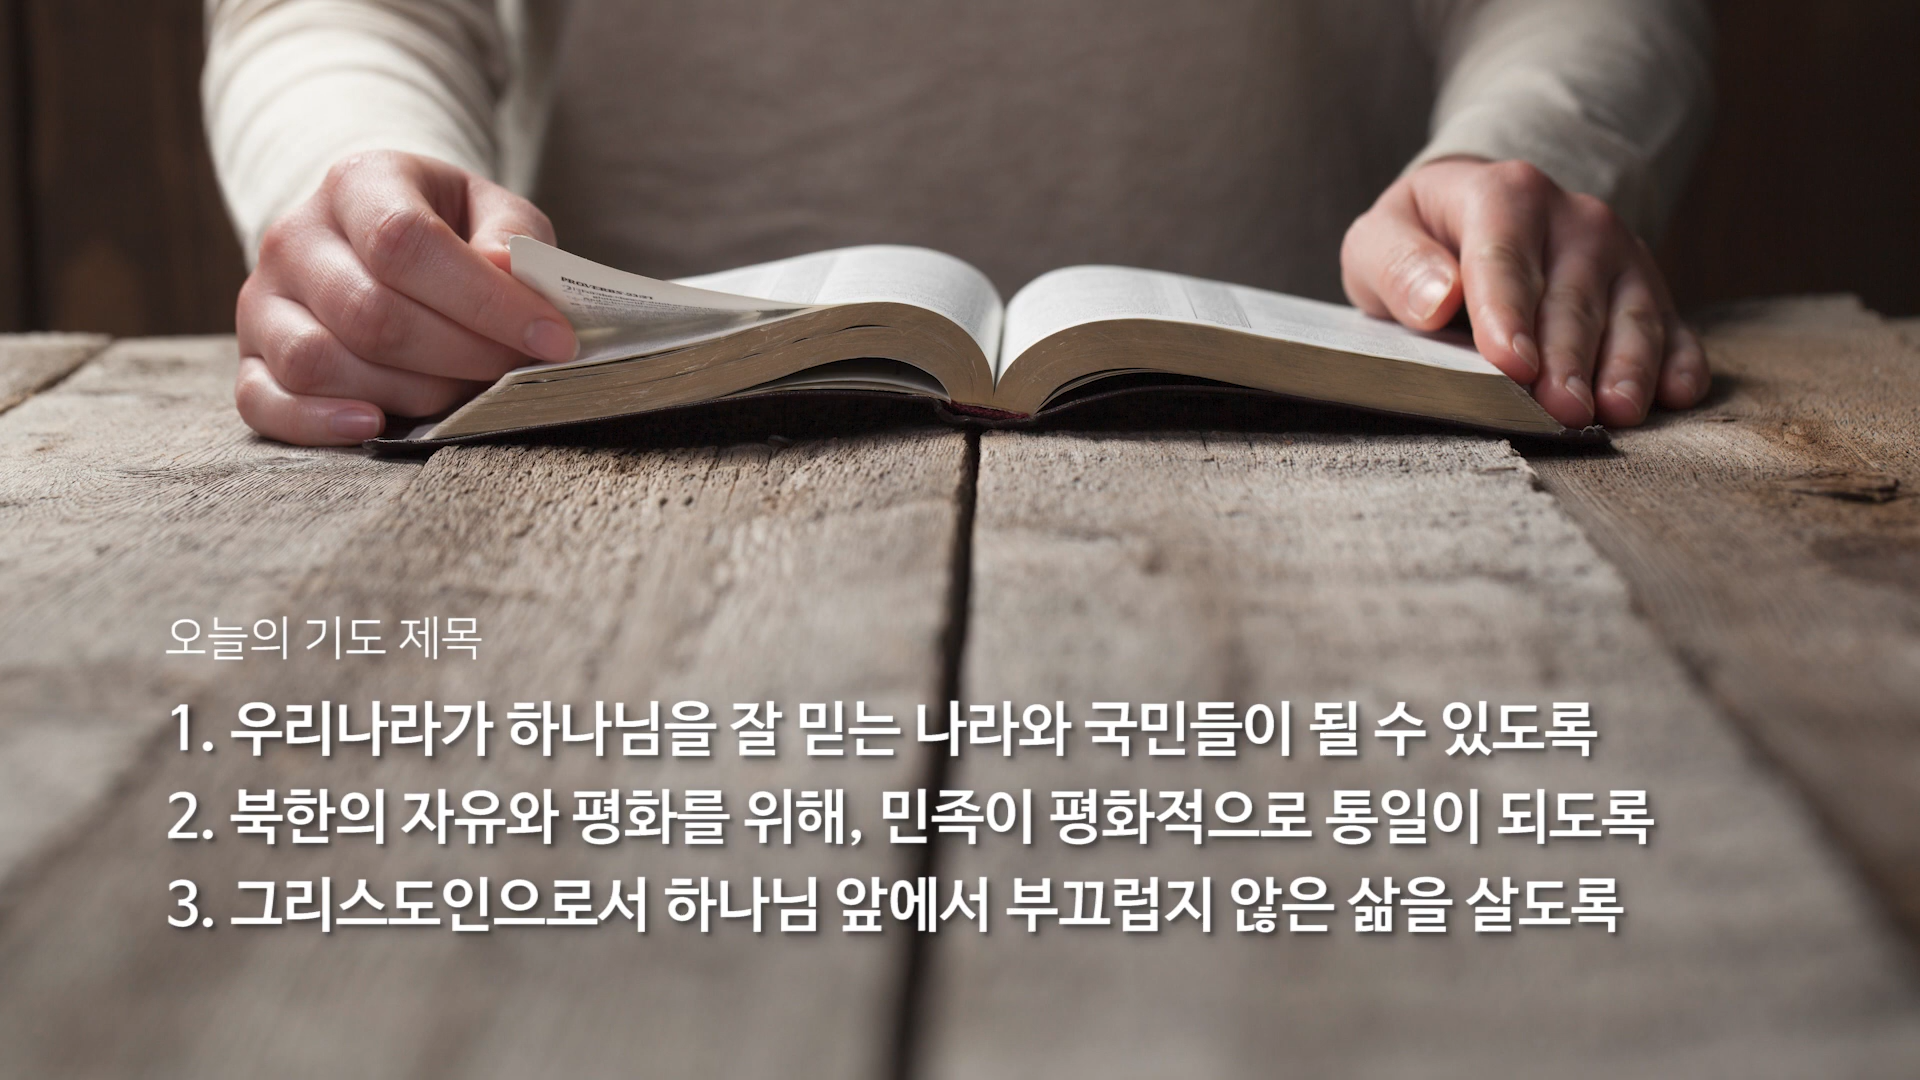 PROVERBS
오늘의 기도 제목
1. 우리나라가 하나님을 잘 믿는 나라와 국민들이 될 수 있도록
2. 북한의 자유와 평화를 위해, 민족이 평화적으로 통일이 되도록
3. 그리스도인으로서 하나님 앞에서 부끄럽지 않은 삶을 살도록